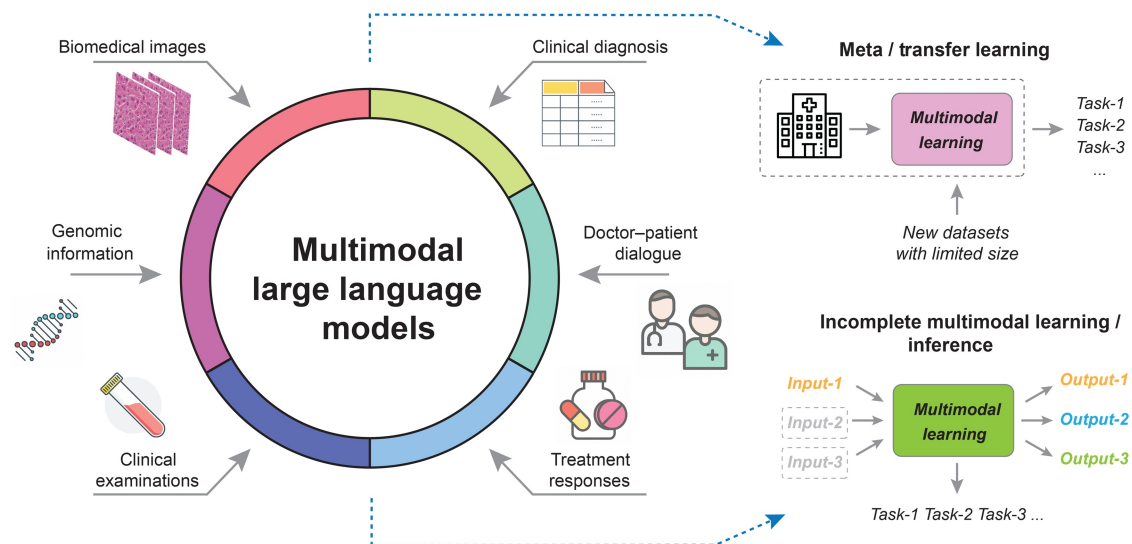 Biomedical images
Clinical diagnosis
Genomic
information
Multimodal
large language
models
Doctor–patient
dialogue
Clinical
examinations
Treatment
responses
Meta / transfer learning
Multimodal
learning
Task-1
Task-2
Task-3
...
New datasets
with limited size
Incomplete multimodal learning /
inference
Input-1
Input-2
Input-3
Multimodal
learning
Output-1
Output-2
Output-3
Task-1 Task-2 Task-3 ...